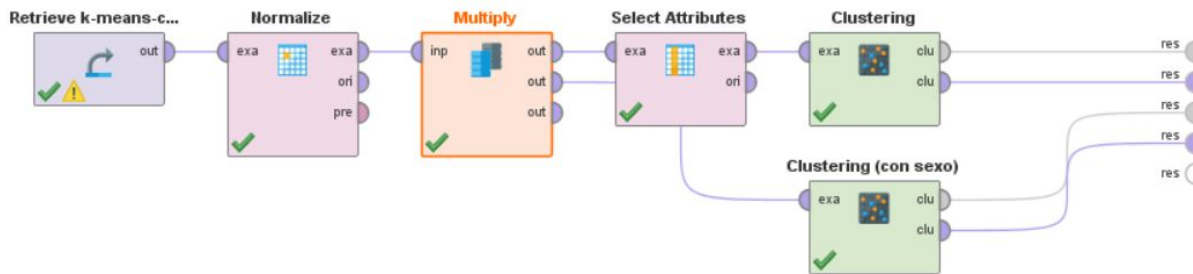 Retrieve k-means-c...
out
Normalize
exa
exa
ori
pre
Multiply
inp
out
out
out
Select Attributes
exa
exa
ori
Clustering
exa
clu
clu
Clustering (con sexo)
exa
clu
clu
res
res
res
res
res